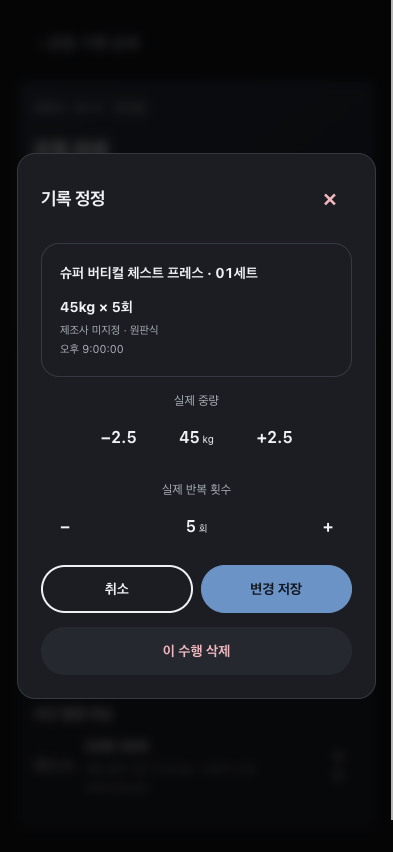 기록 정정 ×
슈퍼 버티컬 체스트 프레스 · 01세트
45kg × 5회
제조사 미지정 · 원판식
오후 9:00:00
실제 중량
−2.5 45 kg +2.5
실제 반복 횟수
− 5 회 +
취소 변경 저장
이 수행 삭제